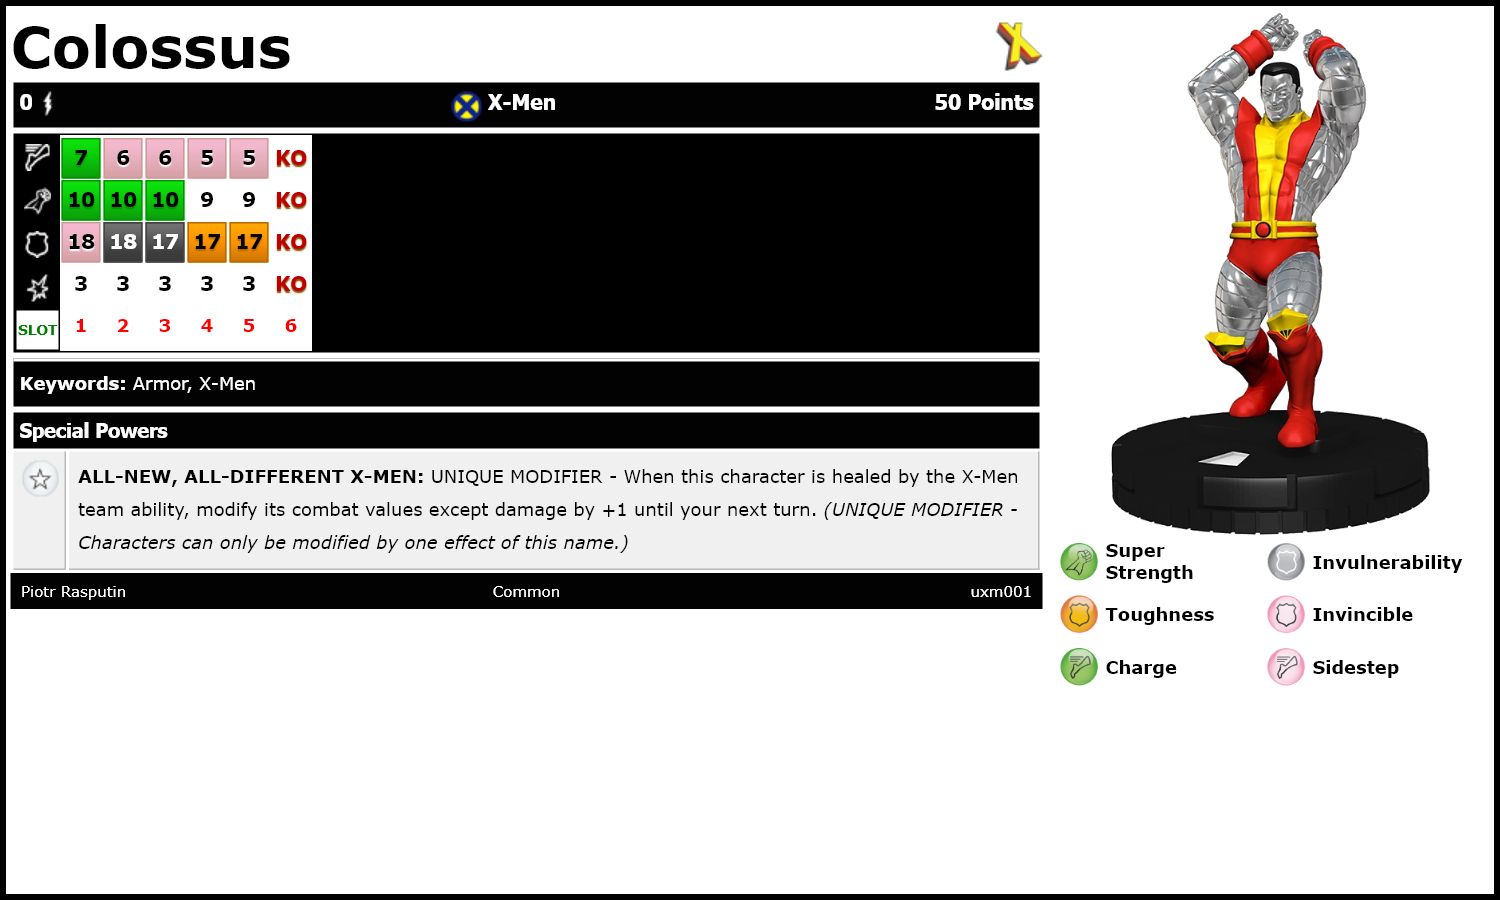 Colossus
0 X-Men 50 Points
7 6 6 5 5 KO
10 10 10 9 9 KO
18 18 17 17 17 KO
3 3 3 3 3 KO
SLOT 1 2 3 4 5 6
Keywords: Armor, X-Men
Special Powers
ALL-NEW, ALL-DIFFERENT X-MEN: UNIQUE MODIFIER - When this character is healed by the X-Men
team ability, modify its combat values except damage by +1 until your next turn. (UNIQUE MODIFIER -
Characters can only be modified by one effect of this name.)
Piotr Rasputin Common uxm001
Super
Strength
Invulnerability
Toughness Invincible
Charge Sidestep